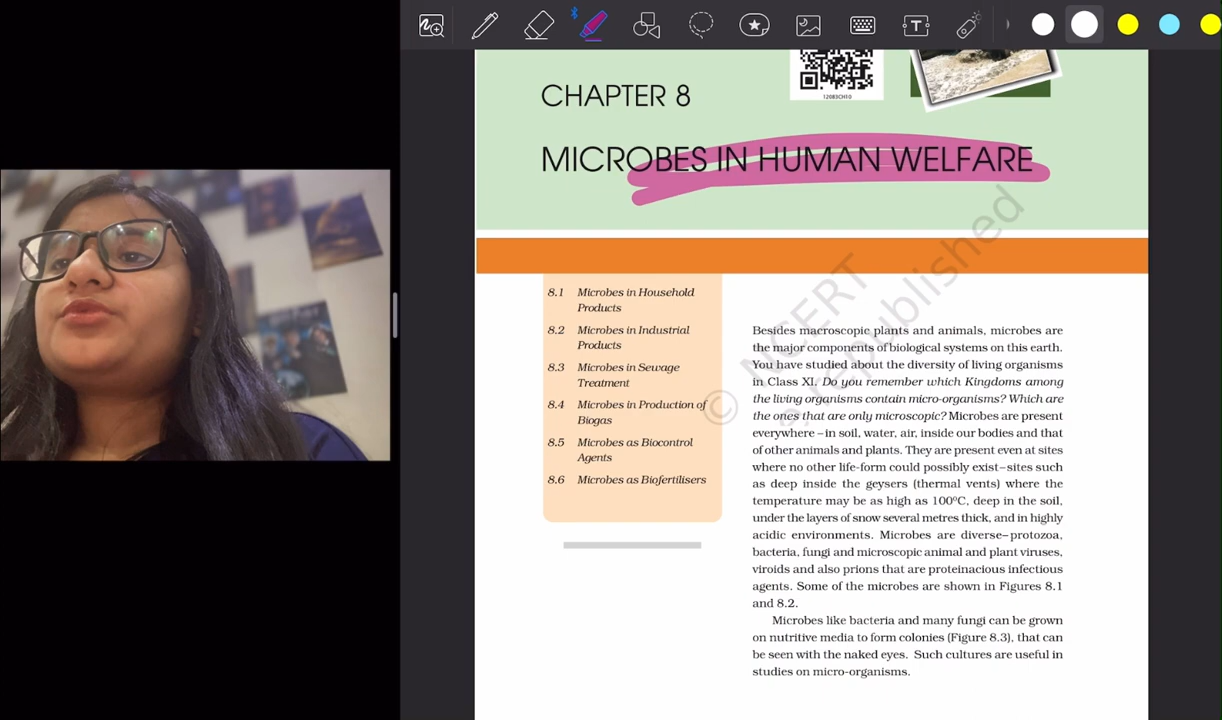 12083CH10
CHAPTER 8
MICROBES IN HUMAN WELFARE
8.1 Microbes in Household
Products
8.2 Microbes in Industrial
Products
8.3 Microbes in Sewage
Treatment
8.4 Microbes in Production of
Biogas
8.5 Microbes as Biocontrol
Agents
8.6 Microbes as Biofertilisers
Besides macroscopic plants and animals, microbes are
the major components of biological systems on this earth.
You have studied about the diversity of living organisms
in Class XI. Do you remember which Kingdoms among
the living organisms contain micro-organisms? Which are
the ones that are only microscopic? Microbes are present
everywhere – in soil, water, air, inside our bodies and that
of other animals and plants. They are present even at sites
where no other life-form could possibly exist–sites such
as deep inside the geysers (thermal vents) where the
temperature may be as high as 100ºC, deep in the soil,
under the layers of snow several metres thick, and in highly
acidic environments. Microbes are diverse–protozoa,
bacteria, fungi and microscopic animal and plant viruses,
viroids and also prions that are proteinacious infectious
agents. Some of the microbes are shown in Figures 8.1
and 8.2.
Microbes like bacteria and many fungi can be grown
on nutritive media to form colonies (Figure 8.3), that can
be seen with the naked eyes. Such cultures are useful in
studies on micro-organisms.
© NCERT
republished
T